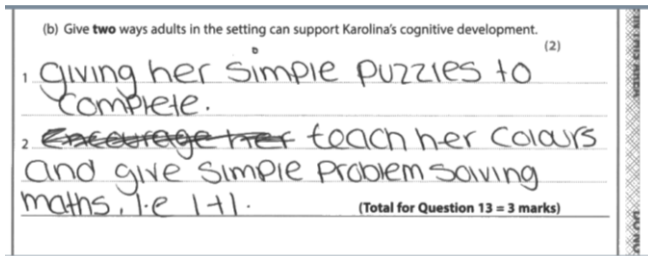 (b) Give two ways adults in the setting can support Karolina's cognitive development.
(2)
1 giving her simple puzzles to
complete.
2 Encourage her teach her colours
and give simple problem solving
maths, i.e 1+1.
(Total for Question 13 = 3 marks)